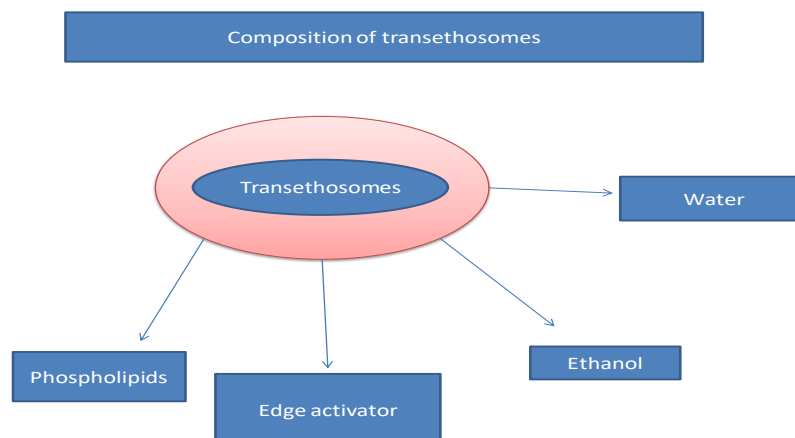 Composition of transethosomes
Transethosomes
Water
Phospholipids
Edge activator
Ethanol